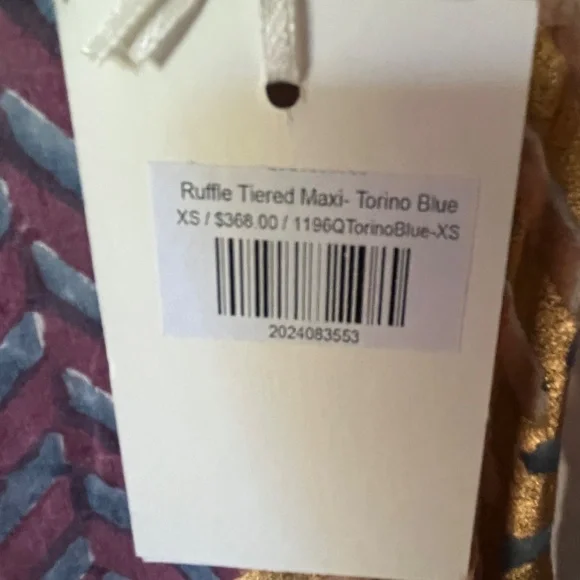 Ruffle Tiered Maxi- Torino Blue
XS / $368.00 / 1196QTorinoBlue-XS
2024083553